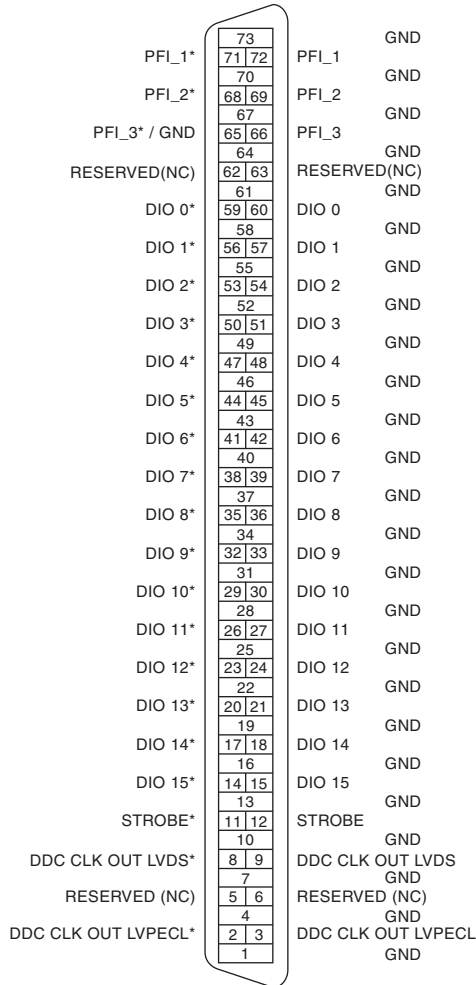 73 GND
PFI_1* 71 72 PFI_1
70 GND
PFI_2* 68 69 PFI_2
67 GND
PFI_3* / GND 65 66 PFI_3
64 GND
RESERVED(NC) 62 63 RESERVED(NC)
61 GND
DIO 0* 59 60 DIO 0
58 GND
DIO 1* 56 57 DIO 1
55 GND
DIO 2* 53 54 DIO 2
52 GND
DIO 3* 50 51 DIO 3
49 GND
DIO 4* 47 48 DIO 4
46 GND
DIO 5* 44 45 DIO 5
43 GND
DIO 6* 41 42 DIO 6
40 GND
DIO 7* 38 39 DIO 7
37 GND
DIO 8* 35 36 DIO 8
34 GND
DIO 9* 32 33 DIO 9
31 GND
DIO 10* 29 30 DIO 10
28 GND
DIO 11* 26 27 DIO 11
25 GND
DIO 12* 23 24 DIO 12
22 GND
DIO 13* 20 21 DIO 13
19 GND
DIO 14* 17 18 DIO 14
16 GND
DIO 15* 14 15 DIO 15
13 GND
STROBE* 11 12 STROBE
10 GND
DDC CLK OUT LVDS* 8 9 DDC CLK OUT LVDS
7 GND
RESERVED (NC) 5 6 RESERVED (NC)
4 GND
DDC CLK OUT LVPECL* 2 3 DDC CLK OUT LVPECL
1 GND